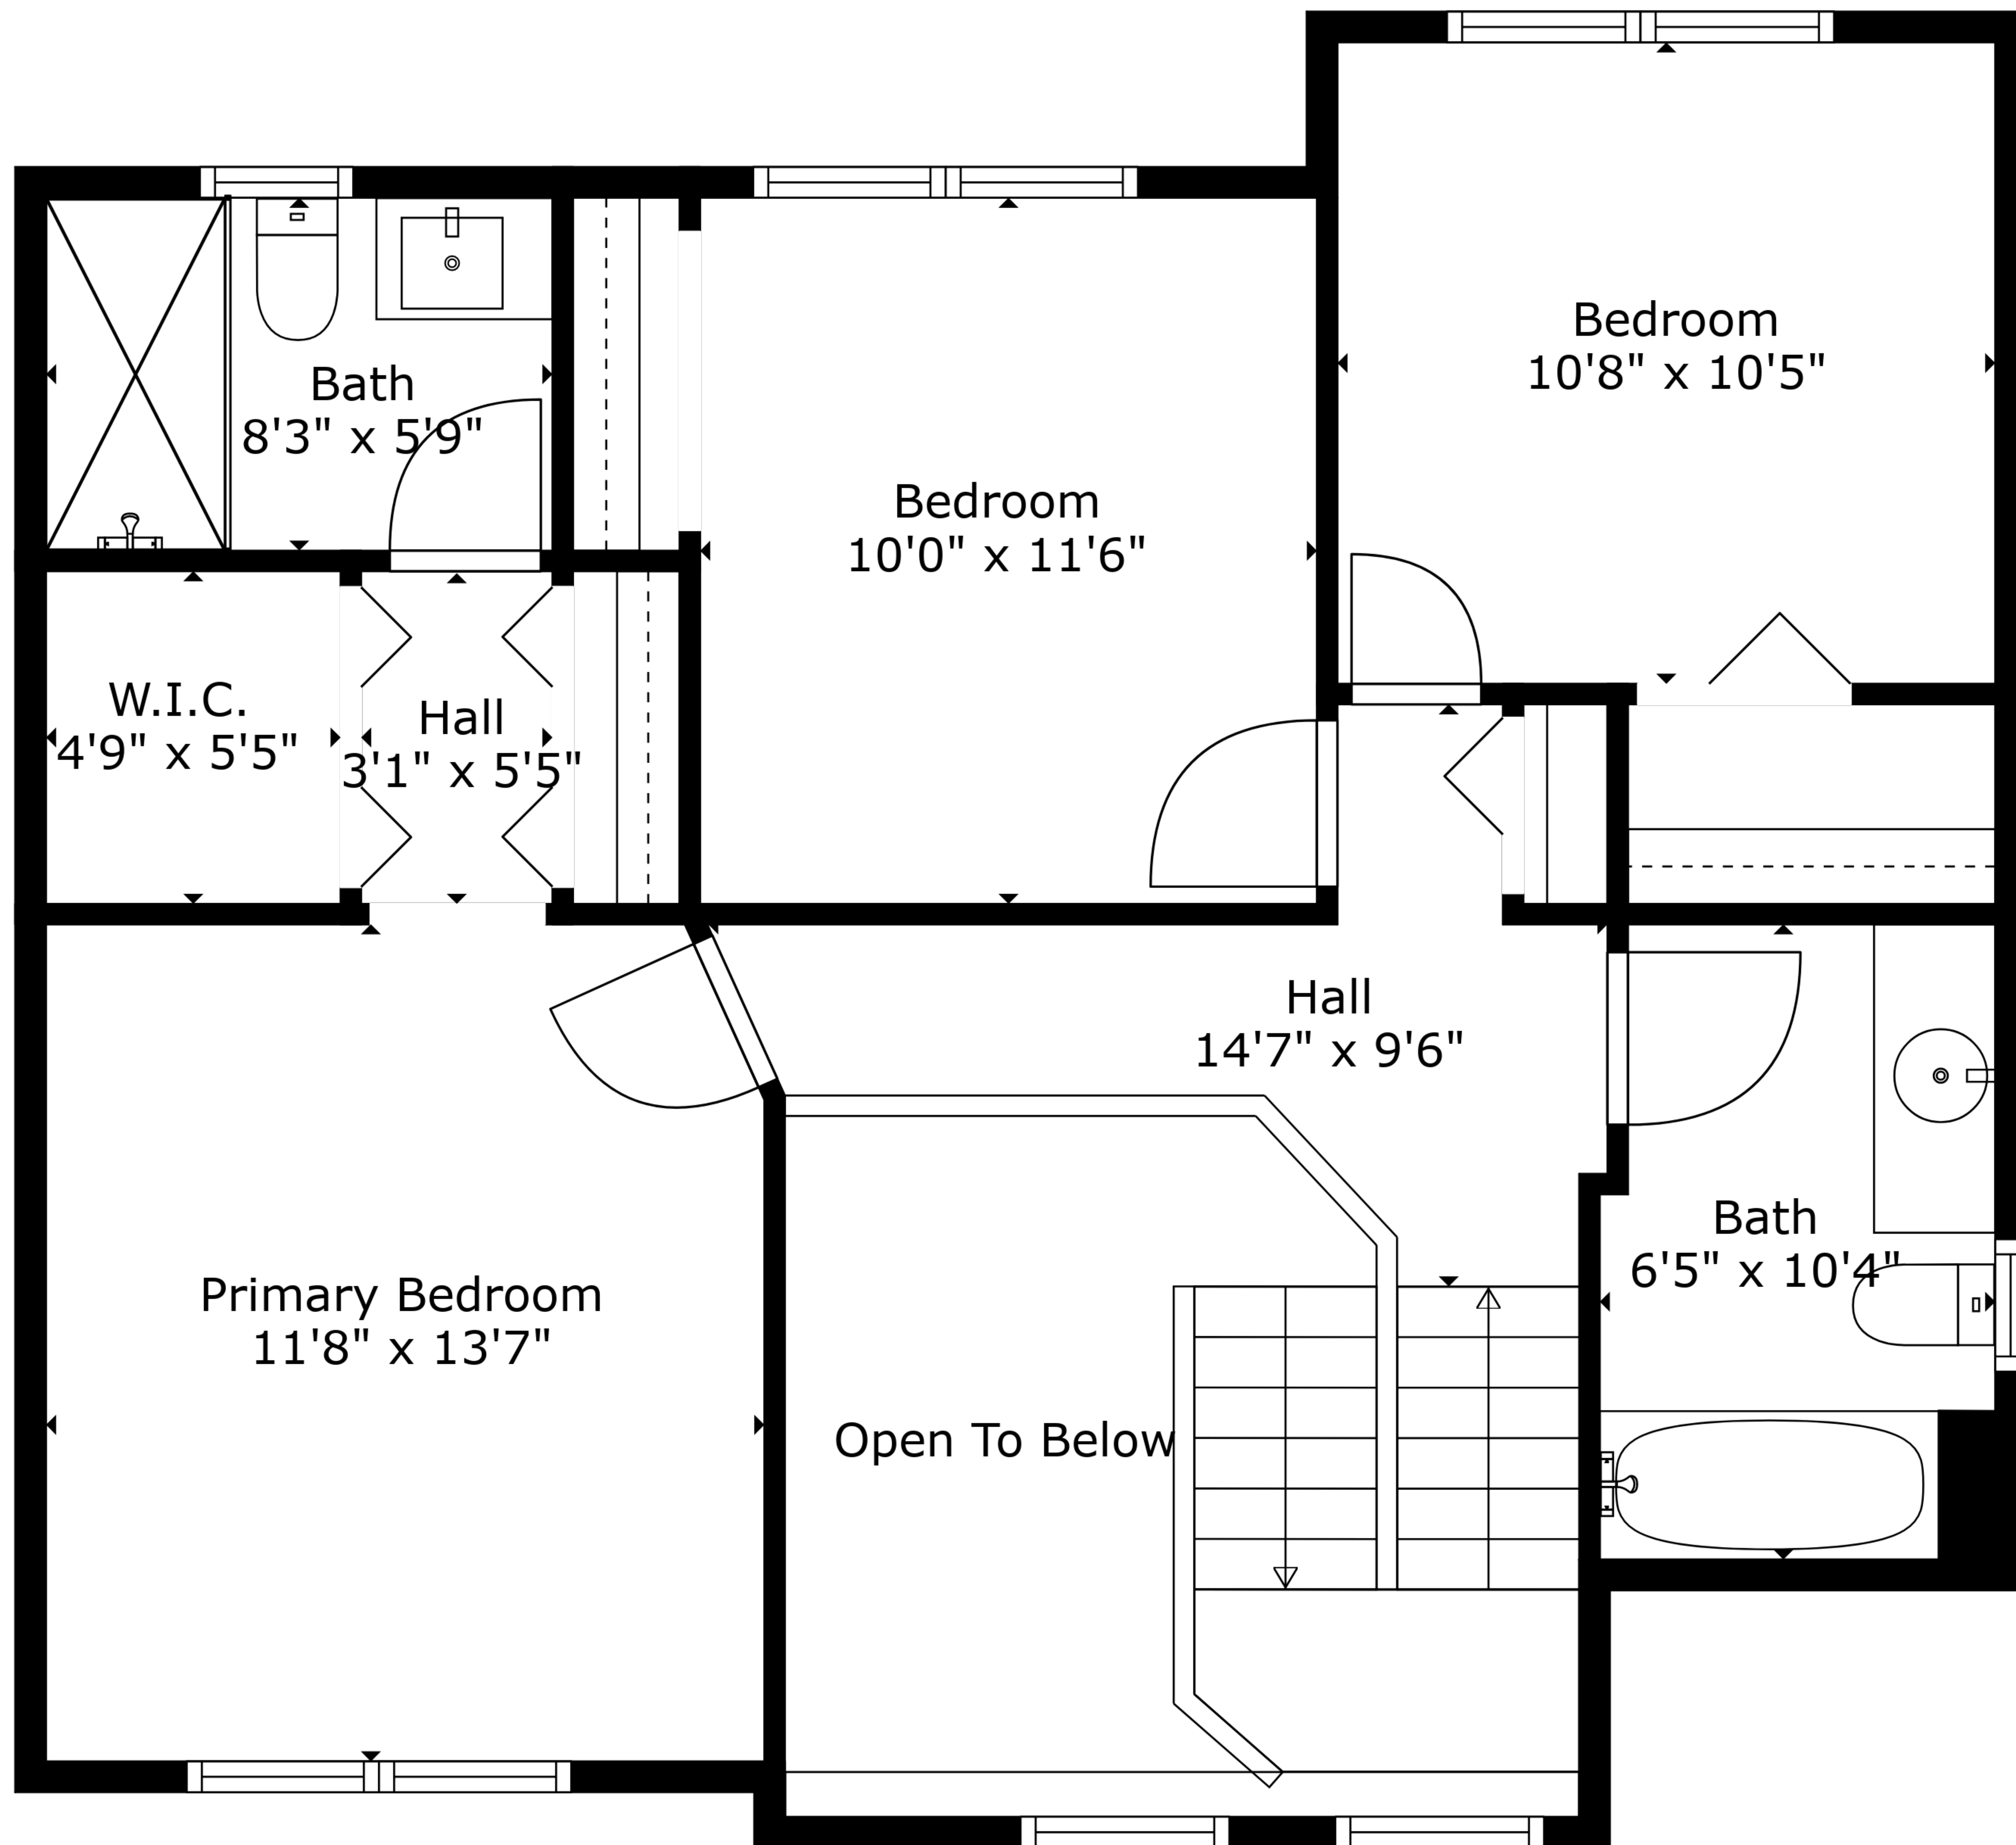 Bedroom
10'8" x 10'5"
Bath
8'3" x 5'9"
Bedroom
10'0" x 11'6"
W.I.C.
4'9" x 5'5"
Hall
3'1" x 5'5"
Hall
14'7" x 9'6"
Bath
6'5" x 10'4"
Primary Bedroom
11'8" x 13'7"
Open To Below